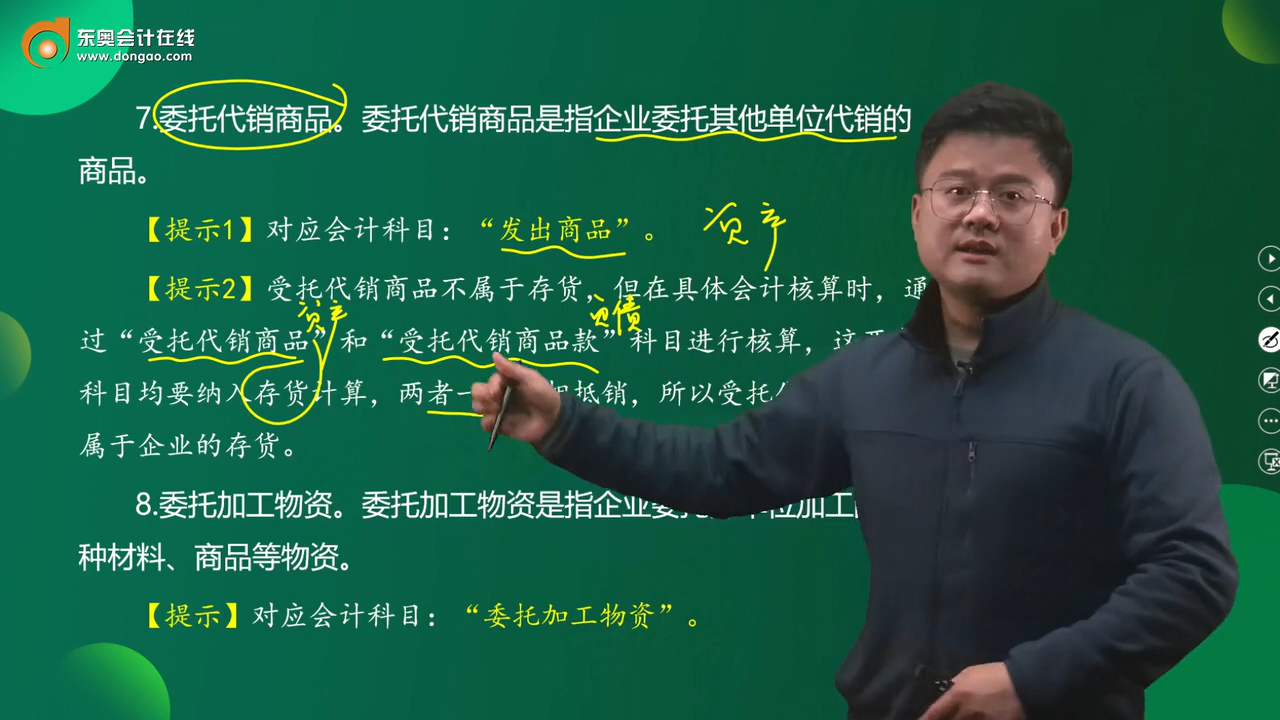 东奥会计在线
www.dongao.com
7.委托代销商品。委托代销商品是指企业委托其他单位代销的
商品。
【提示1】对应会计科目：“发出商品”。 资产
【提示2】受托代销商品不属于存货，但在具体会计核算时，通
资产 负债
过“受托代销商品”和“受托代销商品款”科目进行核算，这
科目均要纳入存货计算，两者一 抵销，所以受托
属于企业的存货。
8.委托加工物资。委托加工物资是指企业委 单位加工
种材料、商品等物资。
【提示】对应会计科目：“委托加工物资”。